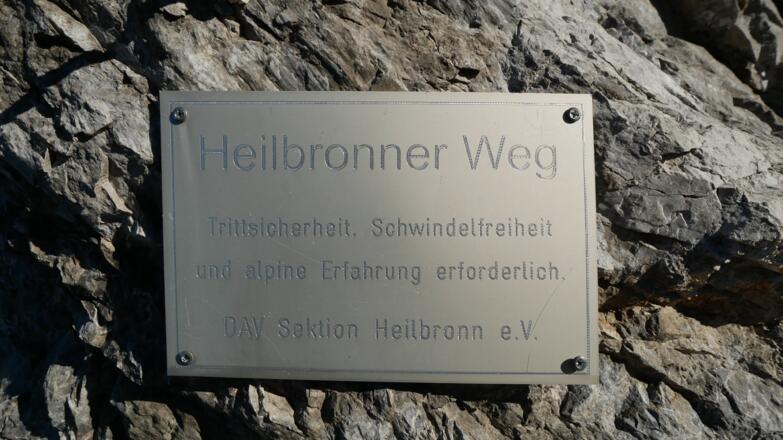 Heilbronner Weg
Trittsicherheit, Schwindelfreiheit
und alpine Erfahrung erforderlich.
DAV Sektion Heilbronn e.V.